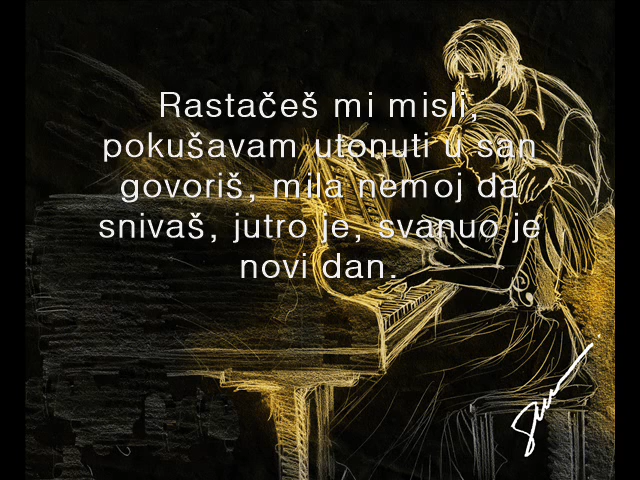 Rastačeš mi misli,
pokušavam utonuti u san
govoriš, mila nemoj da
snivaš, jutro je, svanuo je
novi dan.